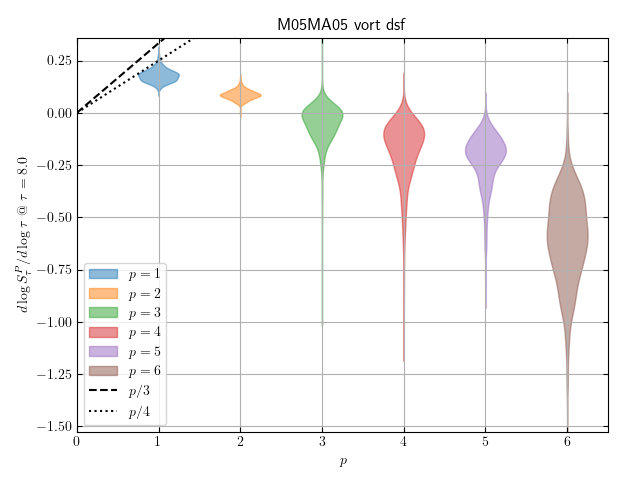 M05MA05 vort dsf
d log S_τ^P / d log τ @ τ = 8.0
0.25
0.00
−0.25
−0.50
−0.75
−1.00
−1.25
−1.50
p = 1
p = 2
p = 3
p = 4
p = 5
p = 6
p/3
p/4
0 1 2 3 4 5 6
p